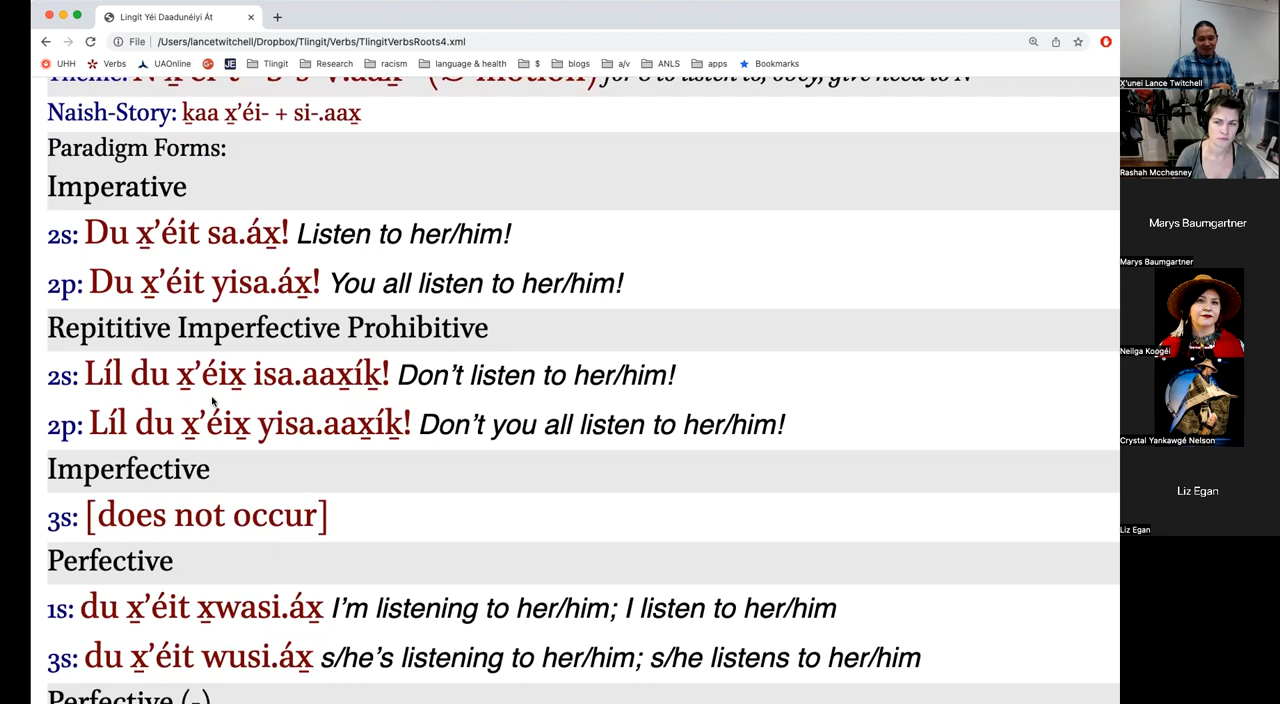 Lingít Yéi Daadunéiyi Át
File
/Users/lancetwitchell/Dropbox/Tlingit/Verbs/TlingitVerbsRoots4.xml
UHH Verbs UAOnline JE Tlingit Research racism language & health $ blogs a/v ANLS apps Bookmarks
Naish-Story: ḵaa x̱’éi- + si-.aax̱
Paradigm Forms:
Imperative
2s: Du x̱’éit sa.áx̱! Listen to her/him!
2p: Du x̱’éit yisa.áx̱! You all listen to her/him!
Repititive Imperfective Prohibitive
2s: Líl du x̱’éix̱ isa.aax̱íḵ! Don’t listen to her/him!
2p: Líl du x̱’éix̱ yisa.aax̱íḵ! Don’t you all listen to her/him!
Imperfective
3s: [does not occur]
Perfective
1s: du x̱’éit x̱wasi.áx̱ I’m listening to her/him; I listen to her/him
3s: du x̱’éit wusi.áx̱ s/he’s listening to her/him; s/he listens to her/him
Perfective (-)
X̱’unei Lance Twitchell
Rashah Mcchesney
Marys Baumgartner
Marys Baumgartner
Neilga Koogéi
Crystal Yankawgé Nelson
Liz Egan
Liz Egan